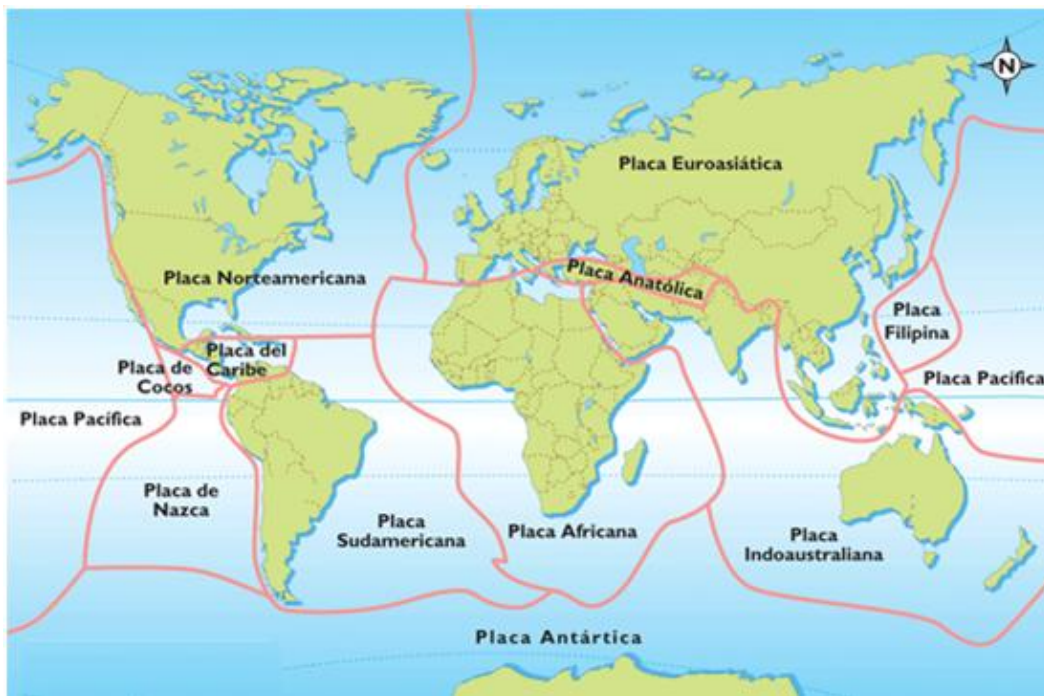 N
Placa Euroasiática
Placa Norteamericana
Placa Anatólica
Placa
Filipina
Placa del
Caribe
Placa de
Cocos
Placa Pacífica
Placa Pacífica
Placa de
Nazca
Placa
Sudamericana
Placa Africana
Placa
Indoaustraliana
Placa Antártica